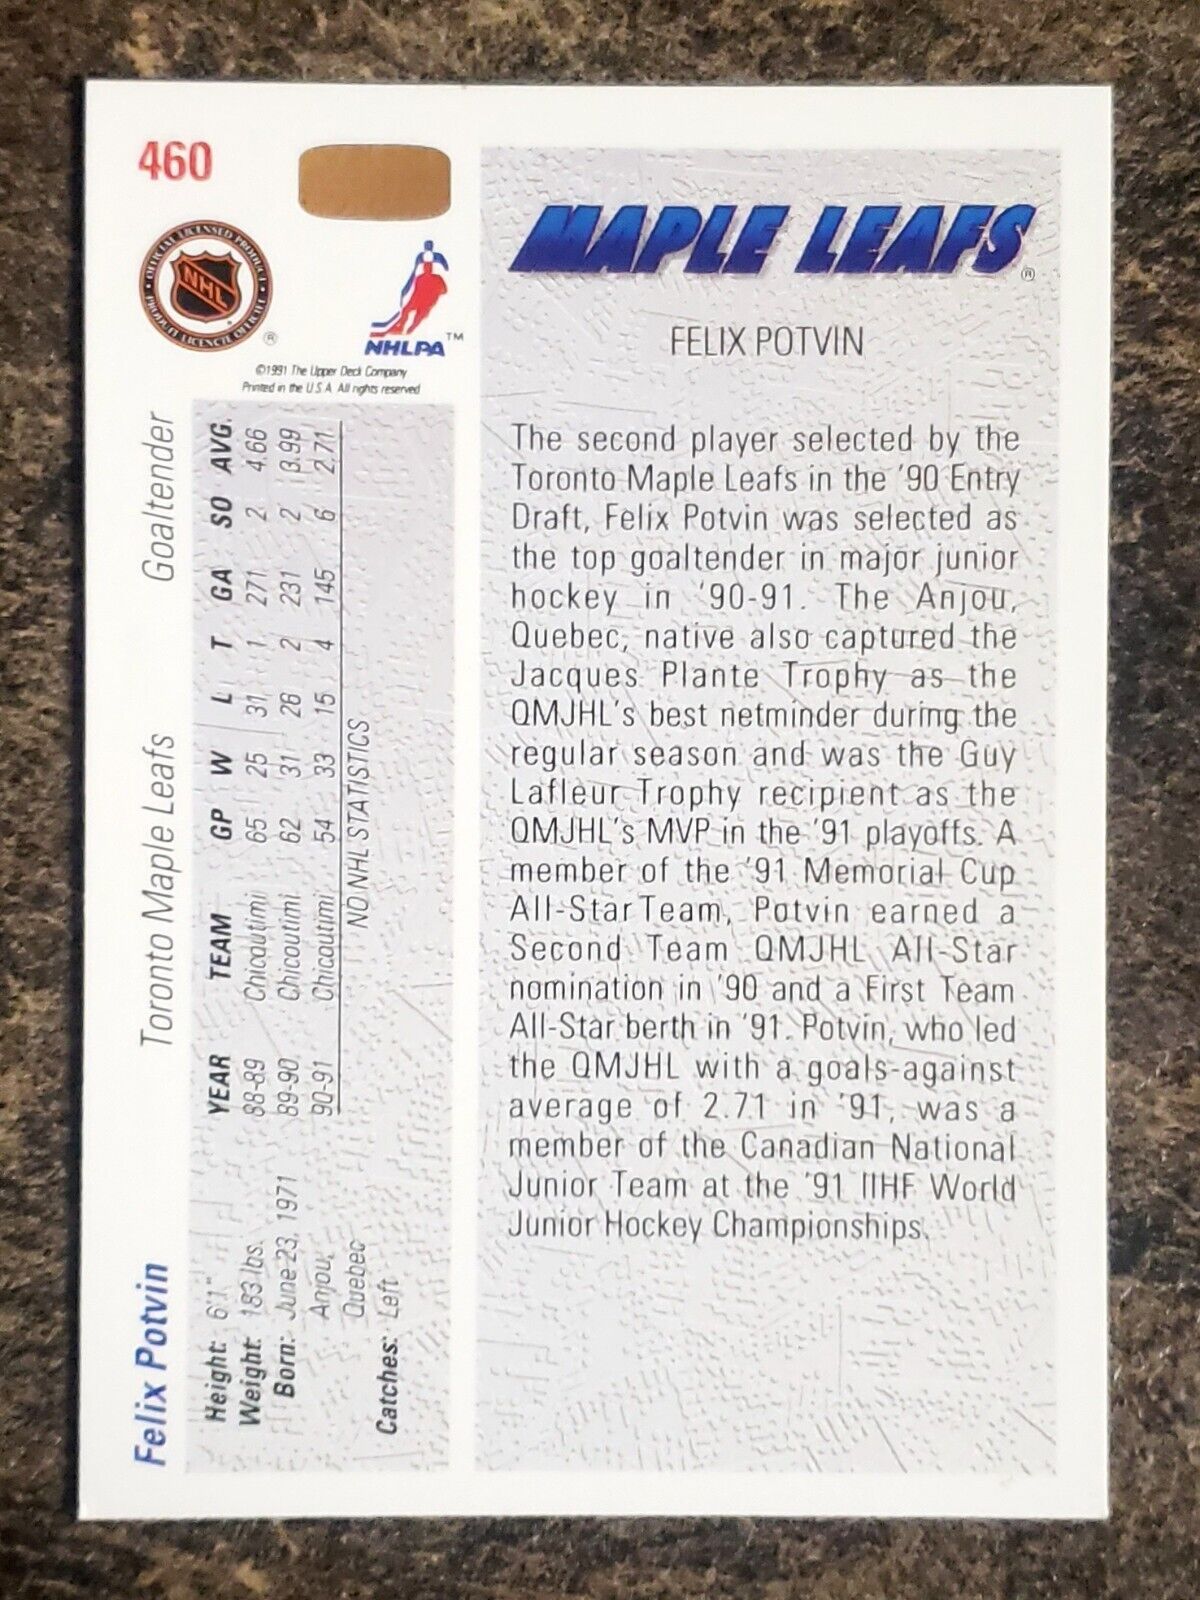 460
OFFICIAL LICENSED PRODUCT
NHL
PRODUIT LICENCIÉ OFFICIEL
®
NHLPA™
©1991 The Upper Deck Company
Printed in the U.S.A. All rights reserved
Felix Potvin Toronto Maple Leafs Goaltender
Height: 6'1"
Weight: 183 lbs.
Born: June 23, 1971
Anjou,
Quebec
Catches: Left
YEAR TEAM GP W L T GA SO AVG.
88-89 Chicoutimi 65 25 31 1 271 2 4.66
89-90 Chicoutimi 62 31 26 2 231 2 3.99
90-91 Chicoutimi 54 33 15 4 145 6 2.71
NO NHL STATISTICS
MAPLE LEAFS®
FELIX POTVIN
The second player selected by the
Toronto Maple Leafs in the '90 Entry
Draft, Felix Potvin was selected as
the top goaltender in major junior
hockey in '90-91. The Anjou,
Quebec, native also captured the
Jacques Plante Trophy as the
QMJHL's best netminder during the
regular season and was the Guy
Lafleur Trophy recipient as the
QMJHL's MVP in the '91 playoffs. A
member of the '91 Memorial Cup
All-Star Team, Potvin earned a
Second Team QMJHL All-Star
nomination in '90 and a First Team
All-Star berth in '91. Potvin, who led
the QMJHL with a goals-against
average of 2.71 in '91, was a
member of the Canadian National
Junior Team at the '91 IIHF World
Junior Hockey Championships.